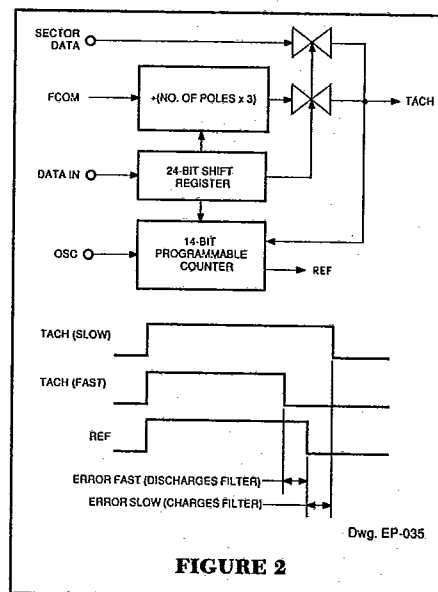 SECTOR
DATA
FCOM
÷(NO. OF POLES x 3)
TACH
DATA IN
24-BIT SHIFT
REGISTER
OSC
14-BIT
PROGRAMMABLE
COUNTER
REF
TACH (SLOW)
TACH (FAST)
REF
ERROR FAST (DISCHARGES FILTER)
ERROR SLOW (CHARGES FILTER)
Dwg. EP-035
FIGURE 2